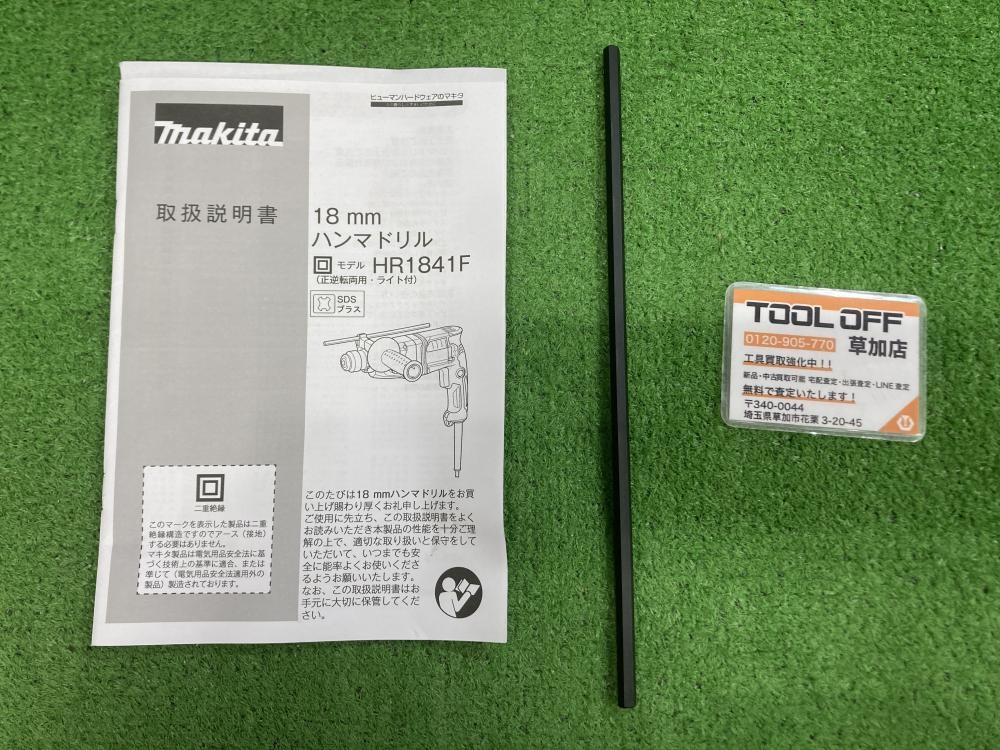 ヒューマンハードウェアのマキタ
makita
取扱説明書
18 mm
ハンマドリル
モデル HR1841F
(正逆転両用・ライト付)
SDS
プラス
二重絶縁
このマークを表示した製品は二重
絶縁構造ですのでアース（接地）
する必要はありません。
マキタ製品は電気用品安全法に基
づく技術上の基準に適合、または
準じて（電気用品安全法適用外の
製品）製造されております。
このたびは18 mmハンマドリルをお買
い上げ賜わり厚くお礼申し上げます。
ご使用に先立ち、この取扱説明書をよく
お読みいただき本製品の性能を十分ご理
解の上で、適切な取り扱いと保守をして
いただいて、いつまでも安
全に能率よくお使いくださ
るようお願いいたします。
なお、この取扱説明書はお
手元に大切に保管してくだ
さい。
TOOL OFF
0120-905-770 草加店
工具買取強化中！！
新品・中古買取可能 宅配査定・出張査定・LINE査定
無料で査定いたします！
〒340-0044
埼玉県草加市花栗 3-20-45